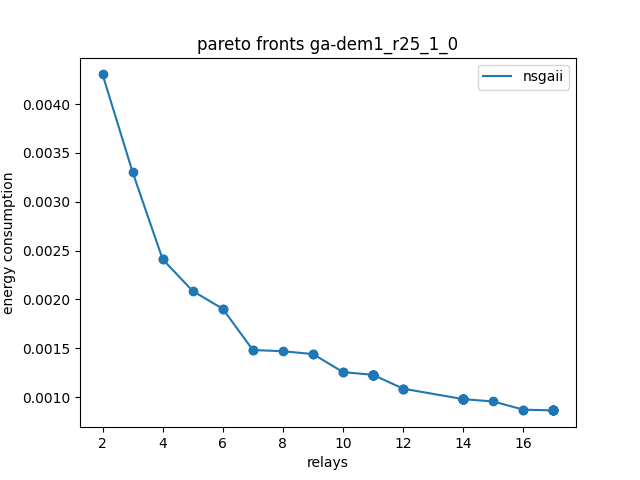 pareto fronts ga-dem1_r25_1_0
nsgaii
energy consumption
0.0040
0.0035
0.0030
0.0025
0.0020
0.0015
0.0010
2 4 6 8 10 12 14 16
relays